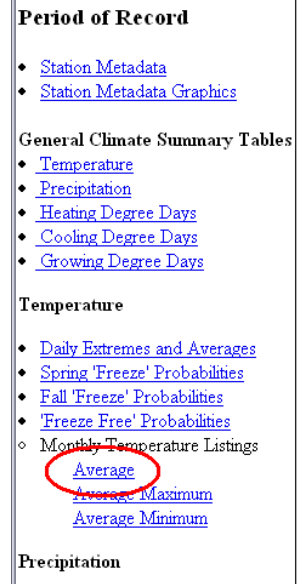 Period of Record
Station Metadata
Station Metadata Graphics
General Climate Summary Tables
Temperature
Precipitation
Heating Degree Days
Cooling Degree Days
Growing Degree Days
Temperature
Daily Extremes and Averages
Spring 'Freeze' Probabilities
Fall 'Freeze' Probabilities
'Freeze Free' Probabilities
Monthly Temperature Listings
Average
Average Maximum
Average Minimum
Precipitation